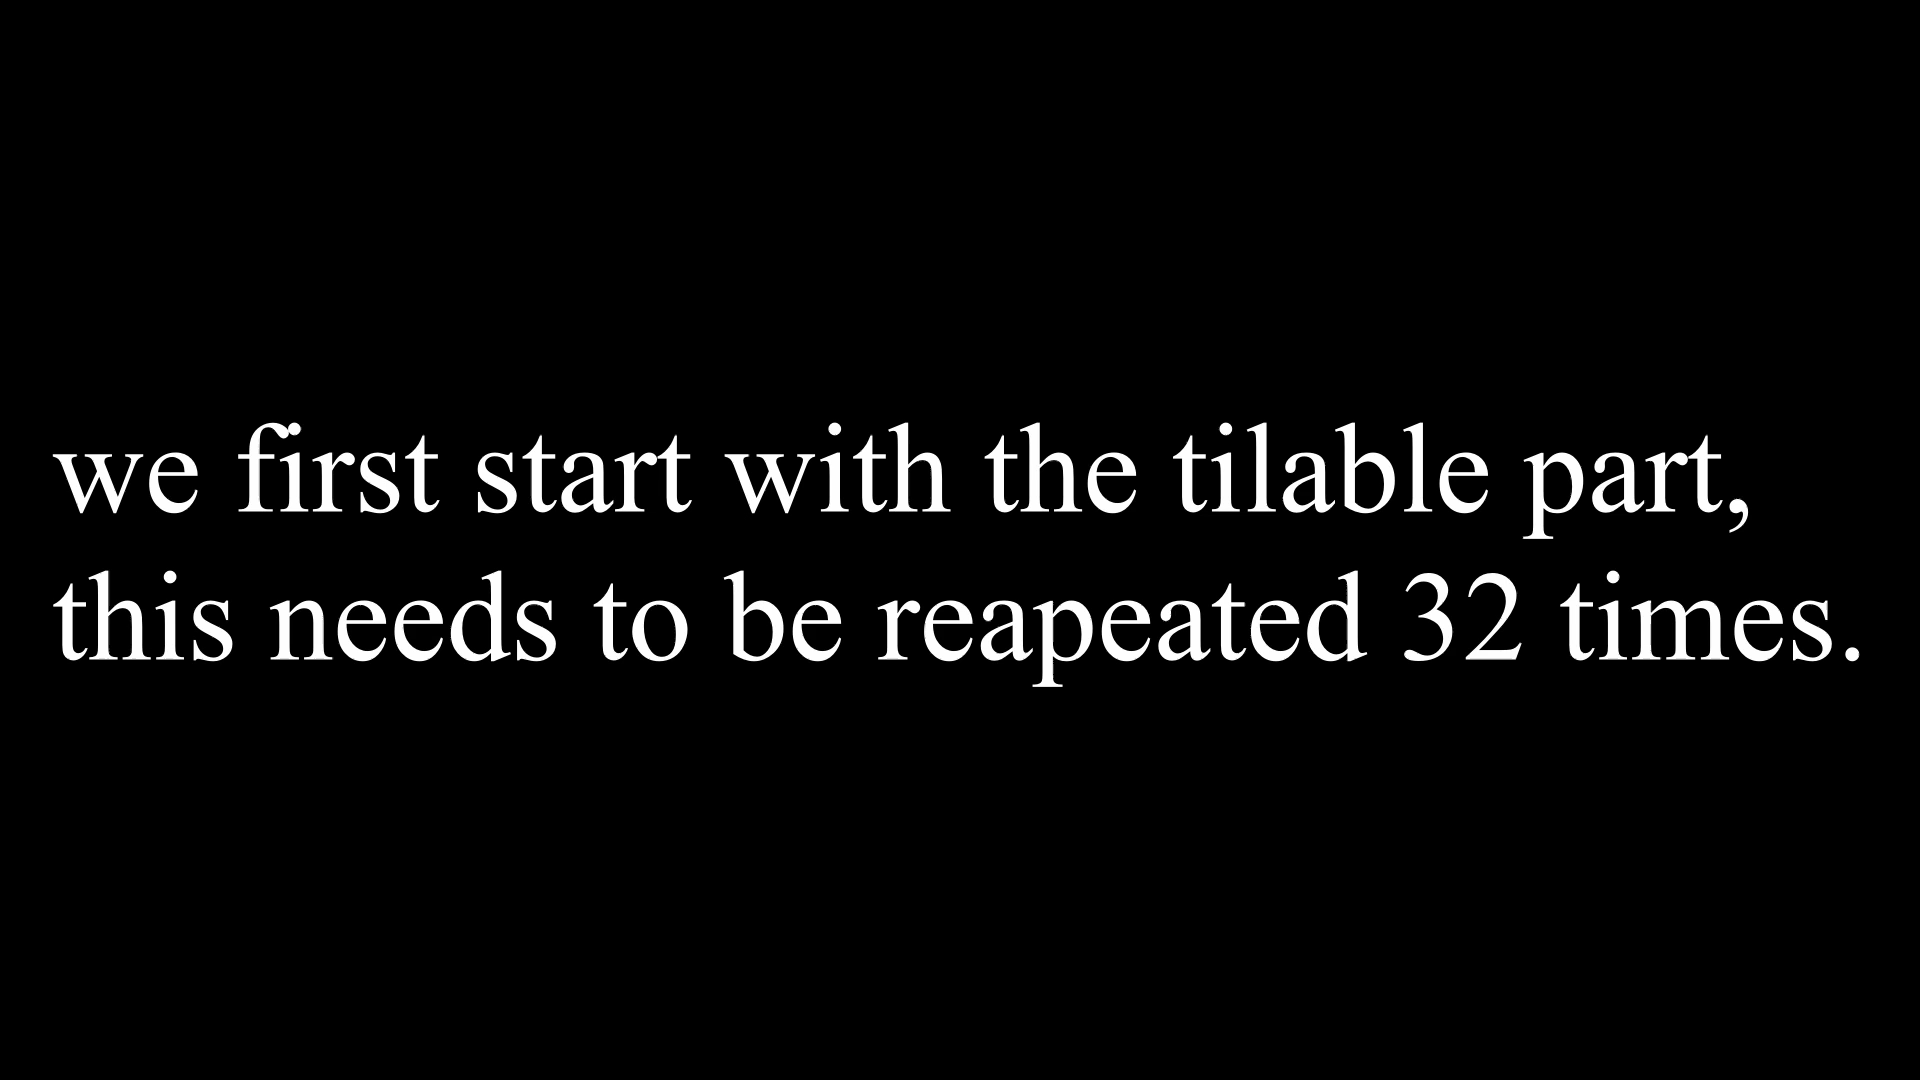 we first start with the tilable part,
this needs to be reapeated 32 times.